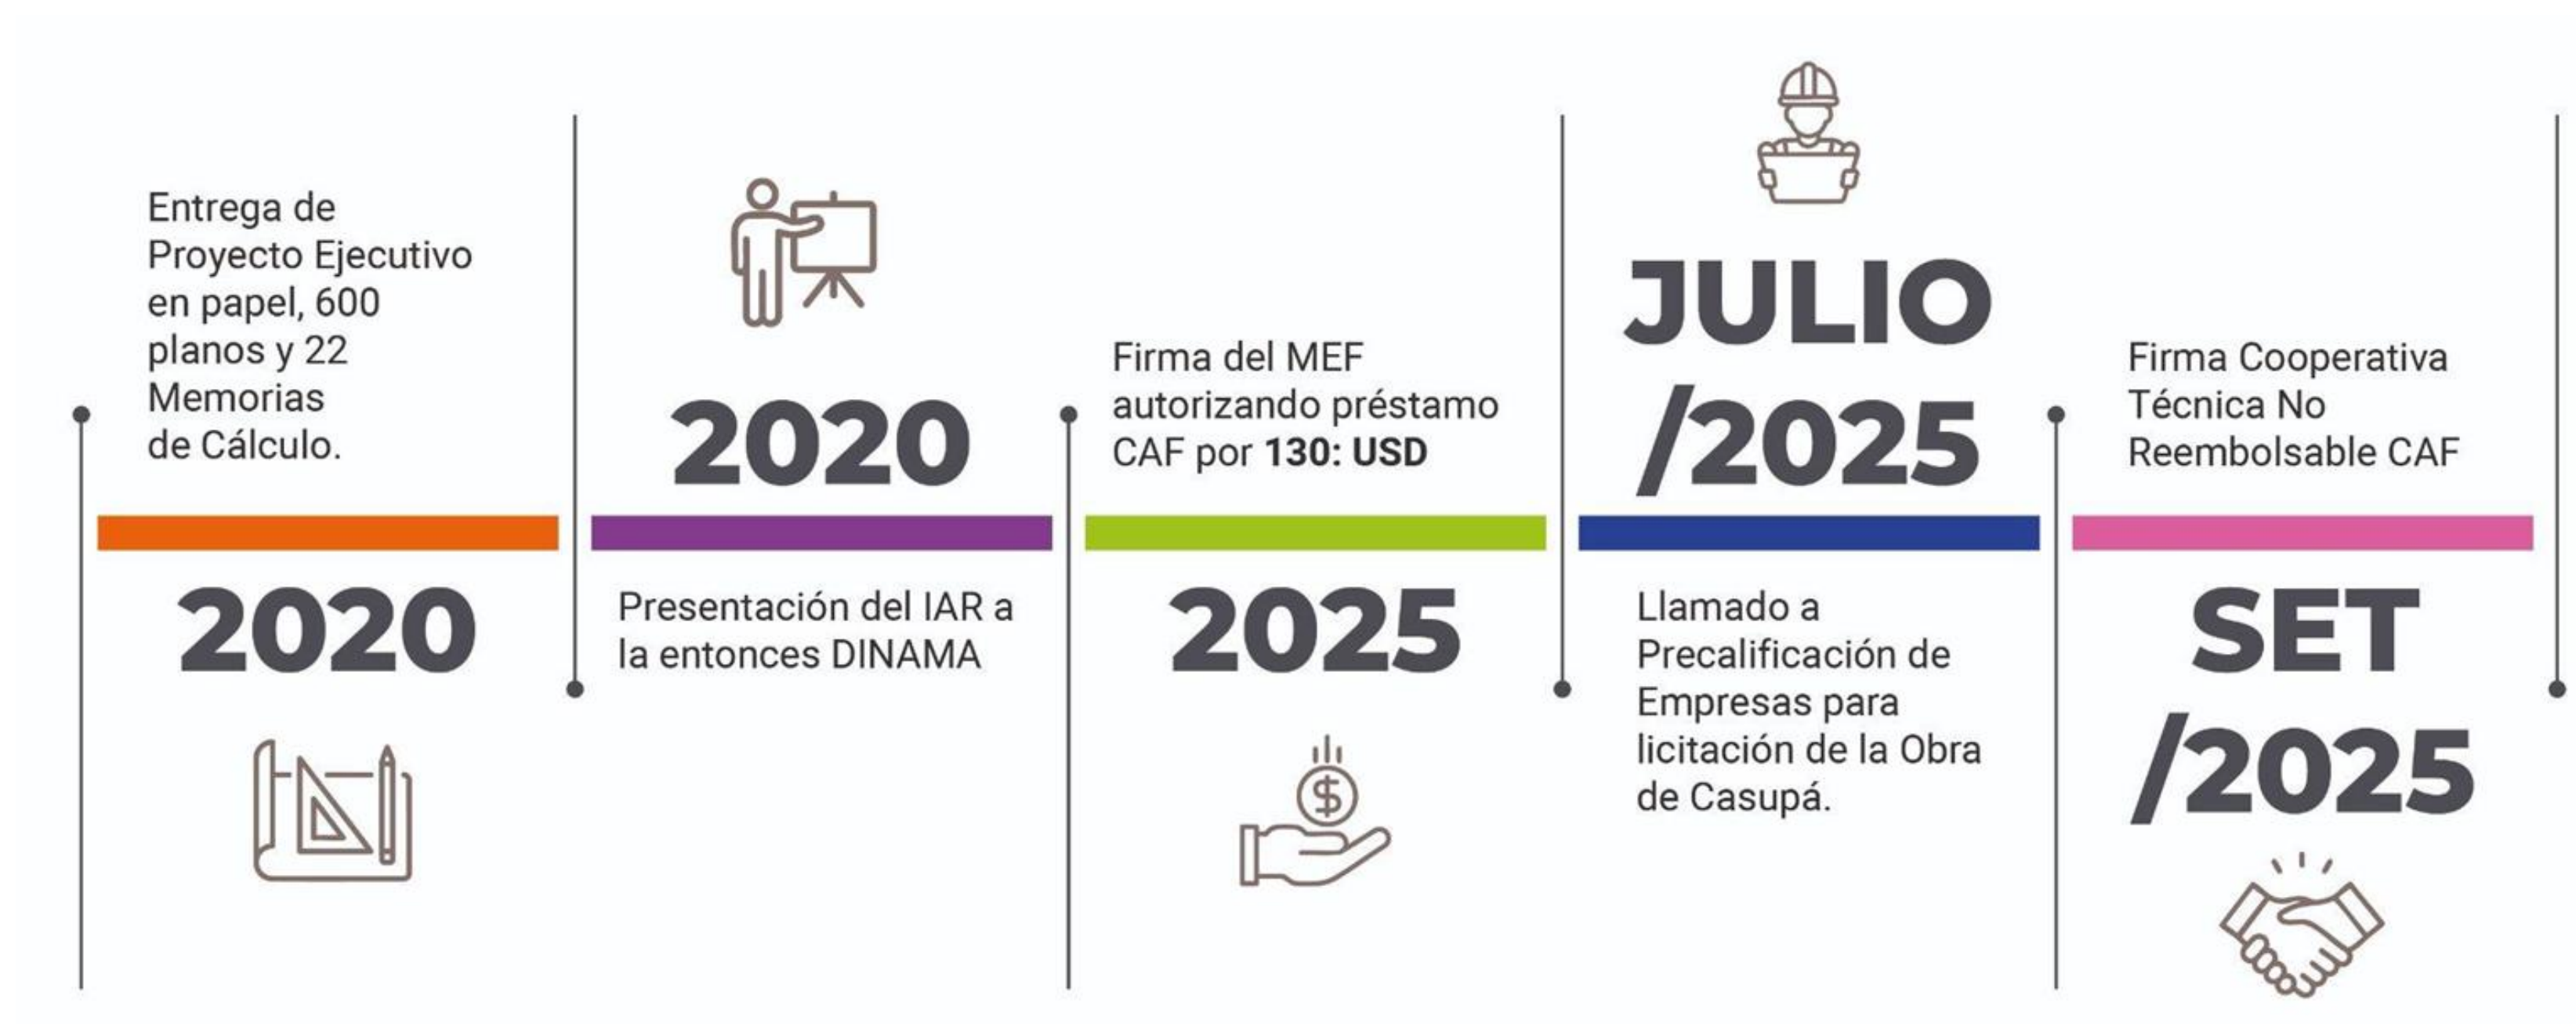 Entrega de
Proyecto Ejecutivo
en papel, 600
planos y 22
Memorias
de Cálculo.
2020
2020
Presentación del IAR a
la entonces DINAMA
Firma del MEF
autorizando préstamo
CAF por 130: USD
2025
JULIO
/2025
Llamado a
Precalificación de
Empresas para
licitación de la Obra
de Casupá.
Firma Cooperativa
Técnica No
Reembolsable CAF
SET
/2025
$